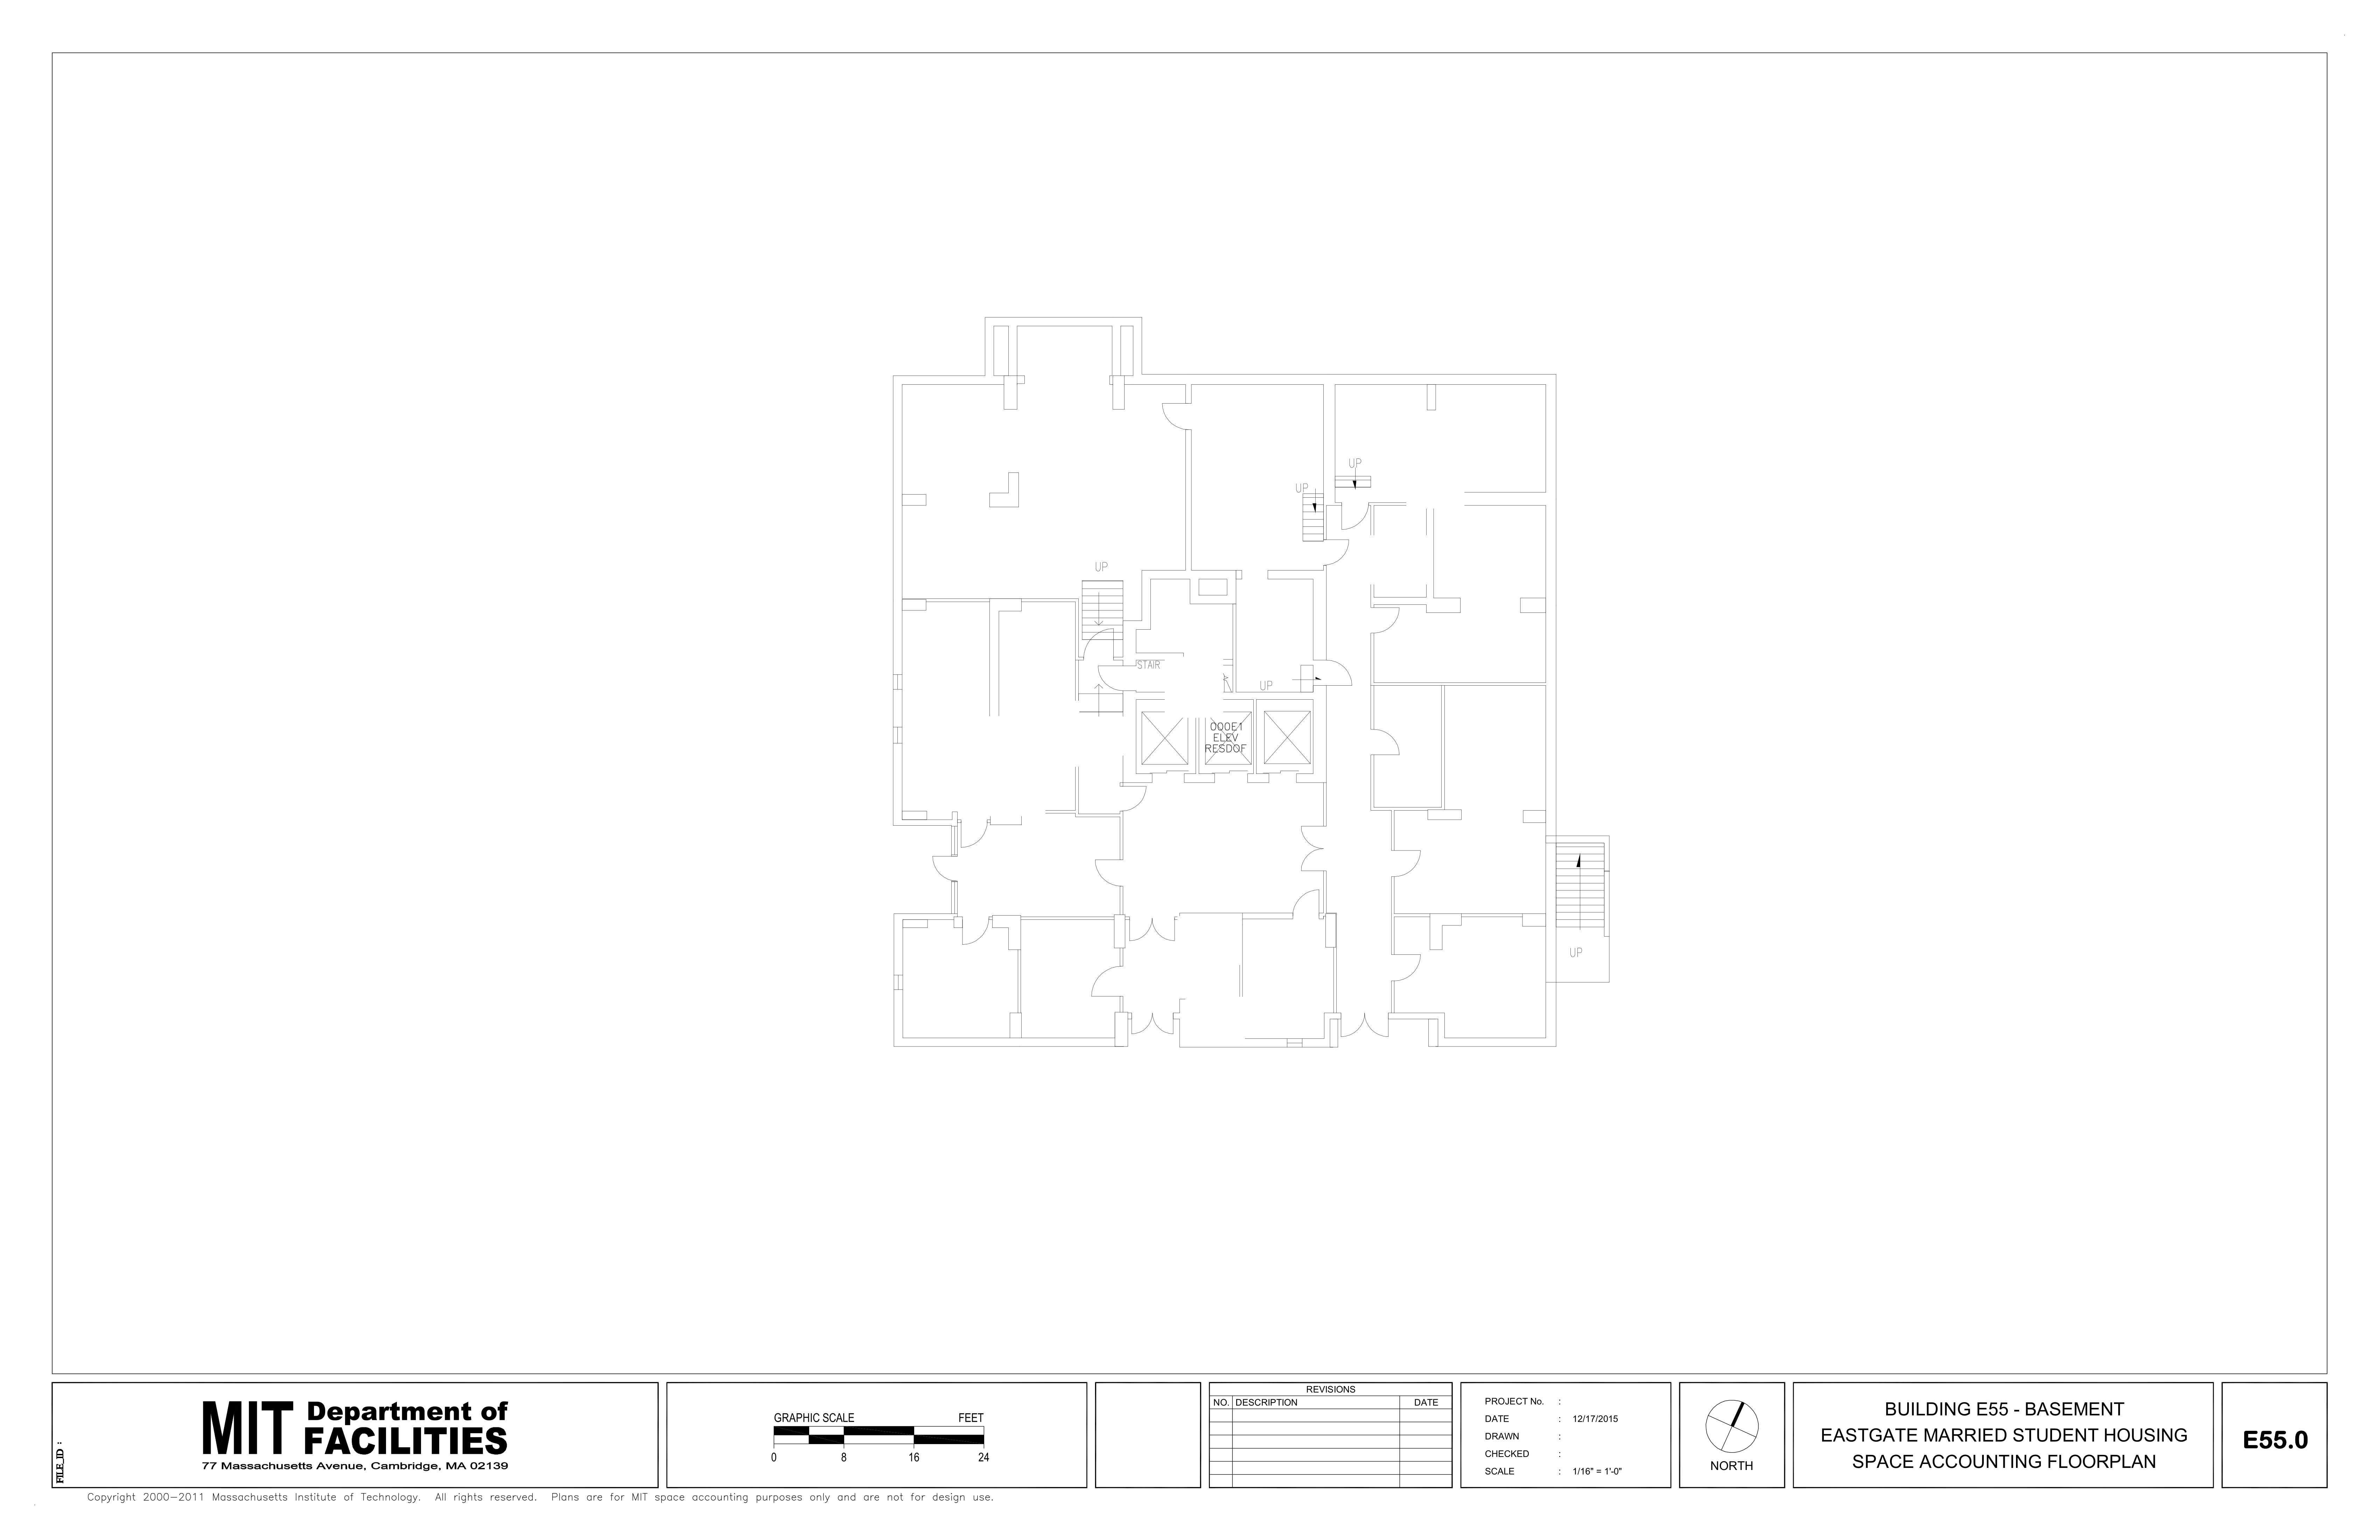 UP
UP
UP
STAIR
UP
000E1
ELEV
RESDOF
UP
FILE_ID :
MIT Department of
FACILITIES
77 Massachusetts Avenue, Cambridge, MA 02139
GRAPHIC SCALE FEET
0 8 16 24
REVISIONS
NO. DESCRIPTION DATE
PROJECT No. :
DATE : 12/17/2015
DRAWN :
CHECKED :
SCALE : 1/16" = 1'-0"
NORTH
BUILDING E55 - BASEMENT
EASTGATE MARRIED STUDENT HOUSING
SPACE ACCOUNTING FLOORPLAN
E55.0
Copyright 2000-2011 Massachusetts Institute of Technology. All rights reserved. Plans are for MIT space accounting purposes only and are not for design use.